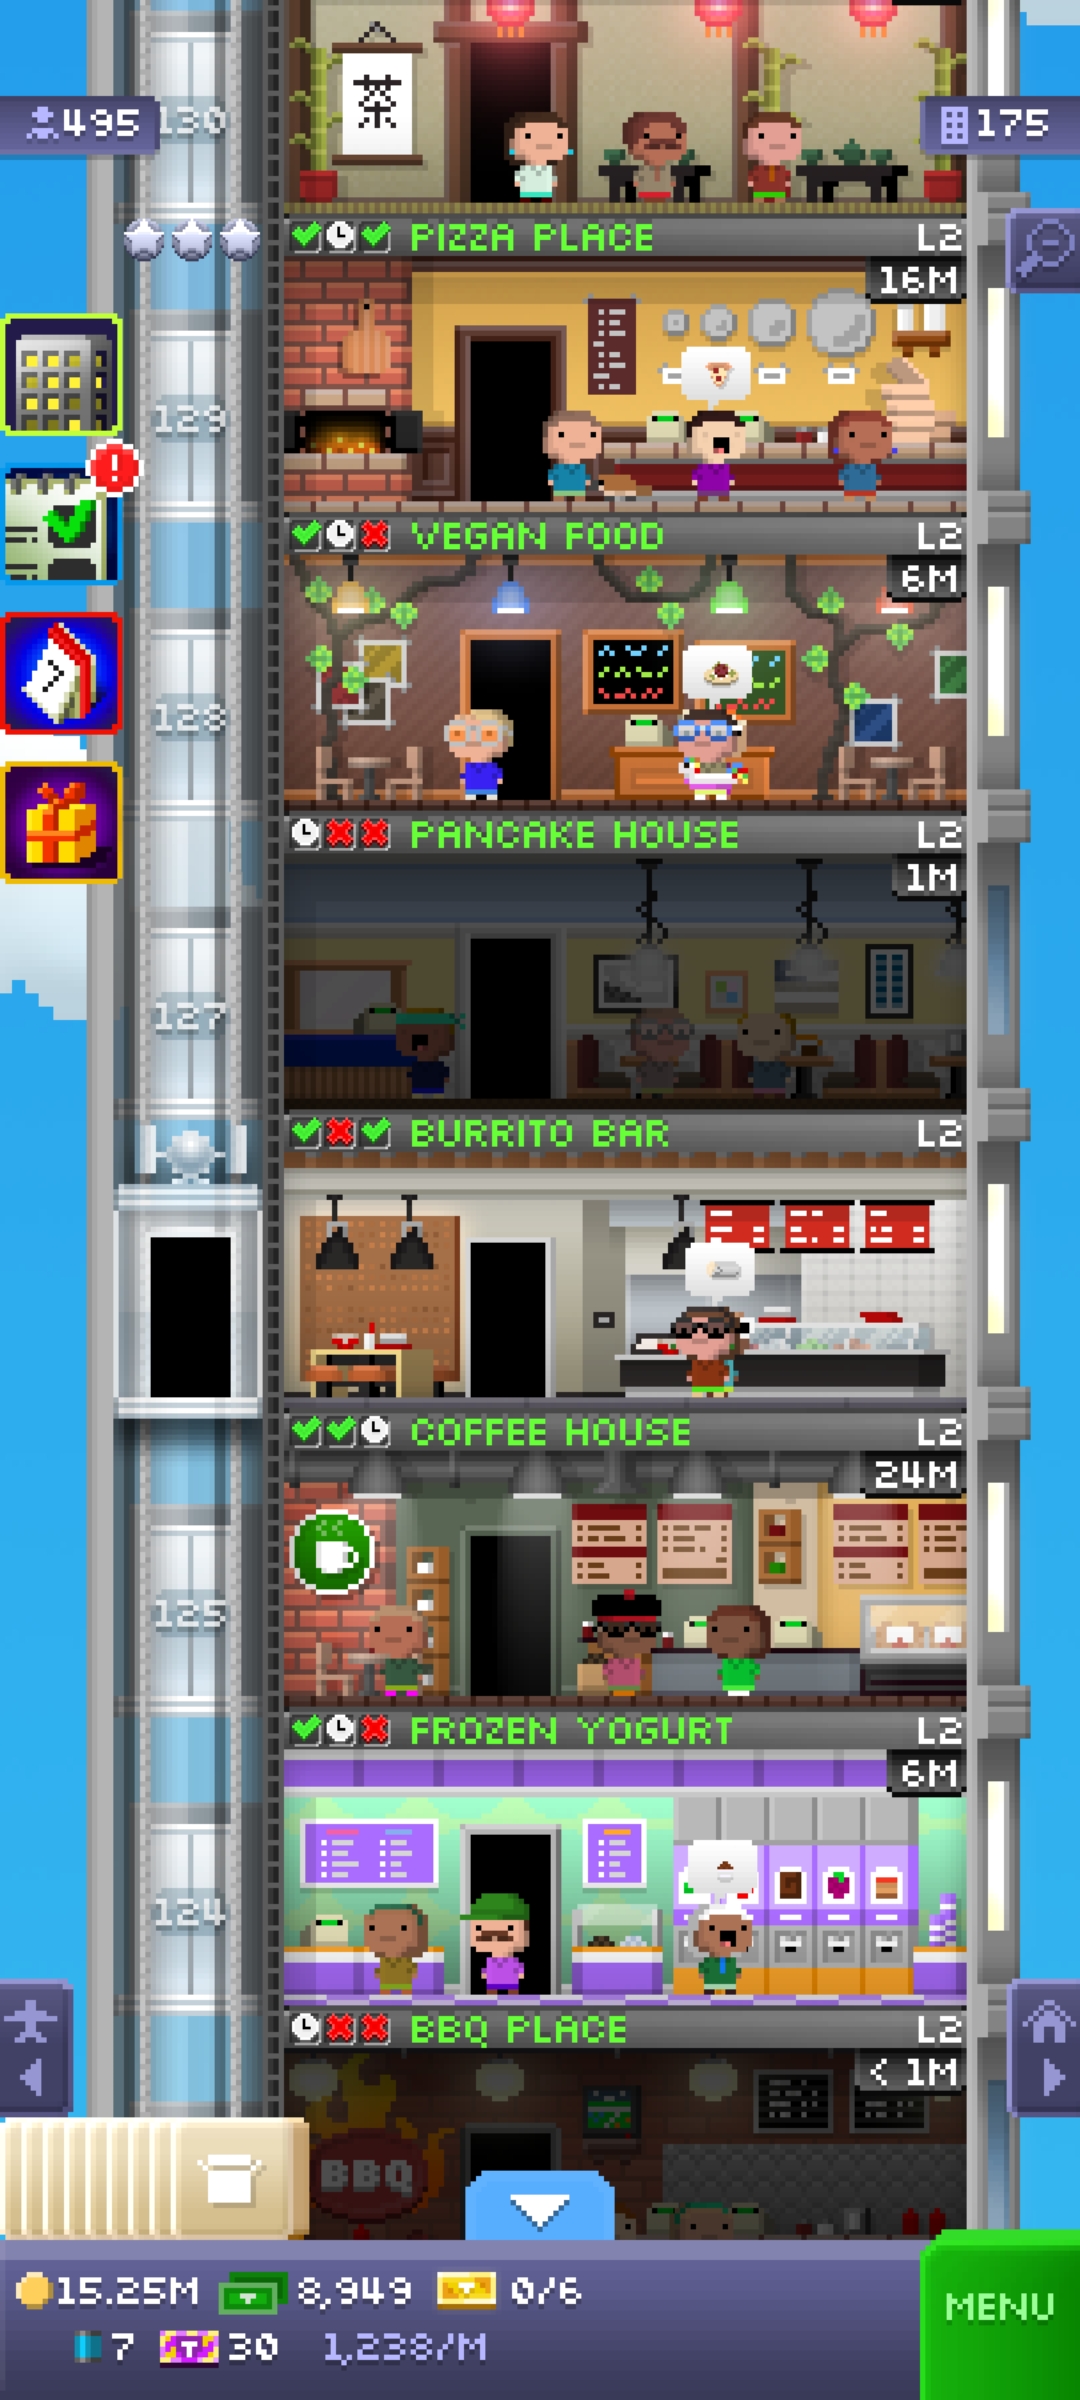 495
130
175
茶
PIZZA PLACE L2
16M
129
VEGAN FOOD L2
6M
128
PANCAKE HOUSE L2
1M
127
BURRITO BAR L2
COFFEE HOUSE L2
24M
125
FROZEN YOGURT L2
6M
124
BBQ PLACE L2
< 1M
BBQ
15.25M 8,949 0/6
7 T 30 1,238/M
MENU